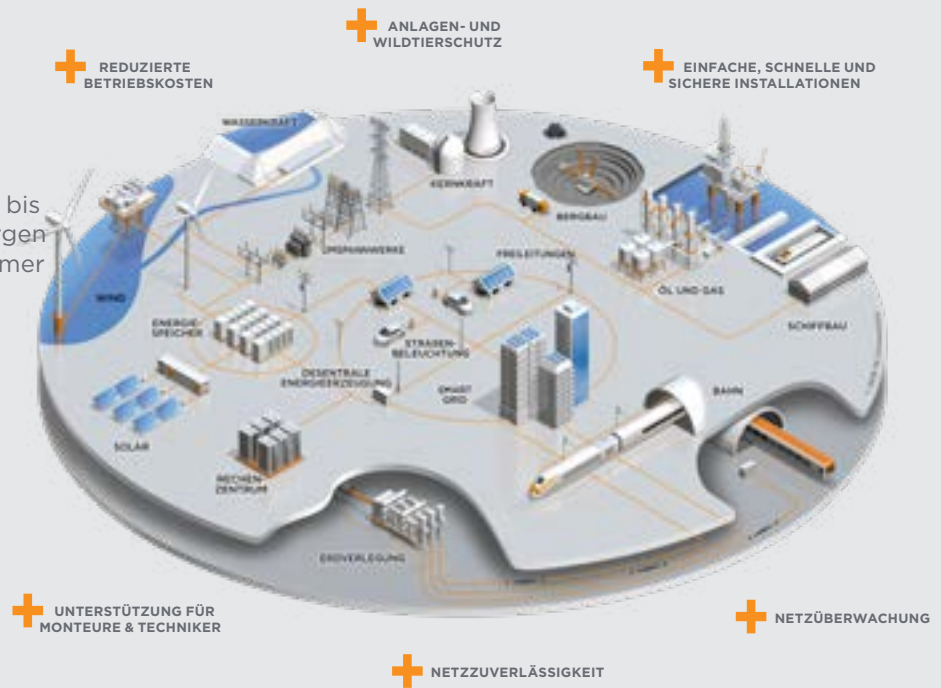 ANLAGEN- UND
WILDTIERSCHUTZ
REDUZIERTE
BETRIEBSKOSTEN
EINFACHE, SCHNELLE UND
SICHERE INSTALLATIONEN
WASSERKRAFT
KERNKRAFT
BERGBAU
bis
rgen
mer
UMSPANNWERKE
FREILEITUNGEN
ÖL UND GAS
WIND
SCHIFFBAU
ENERGIE-
SPEICHER
STRAßEN-
BELEUCHTUNG
DESENTRALE
ENERGIEERZEUGUNG
SMART
GRID
BAHN
SOLAR
RECHEN-
ZENTRUM
ERDVERLEGUNG
UNTERSTÜTZUNG FÜR
MONTEURE & TECHNIKER
NETZÜBERWACHUNG
NETZZUVERLÄSSIGKEIT